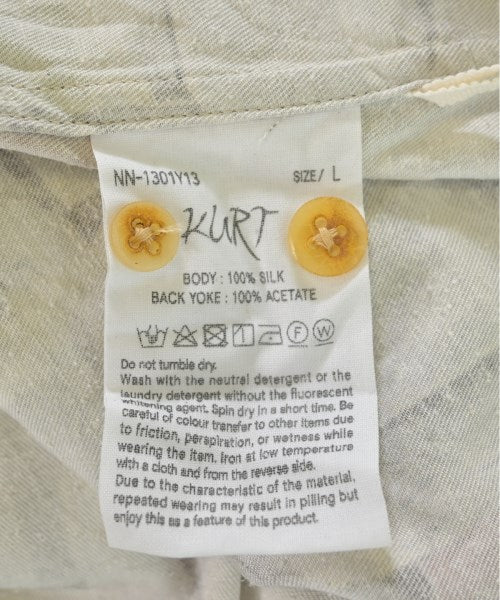 NN-1301Y13 SIZE/ L
KURT
BODY : 100% SILK
BACK YOKE : 100% ACETATE
F W
Do not tumble dry.
Wash with the neutral detergent or the
laundry detergent without the fluorescent
whitening agent. Spin dry in a short time. Be
careful of colour transfer to other items due
to friction, perspiration, or wetness while
wearing the item. Iron at low temperature
with a cloth and from the reverse side.
Due to the characteristic of the material,
repeated wearing may result in pilling but
enjoy this as a feature of this product.